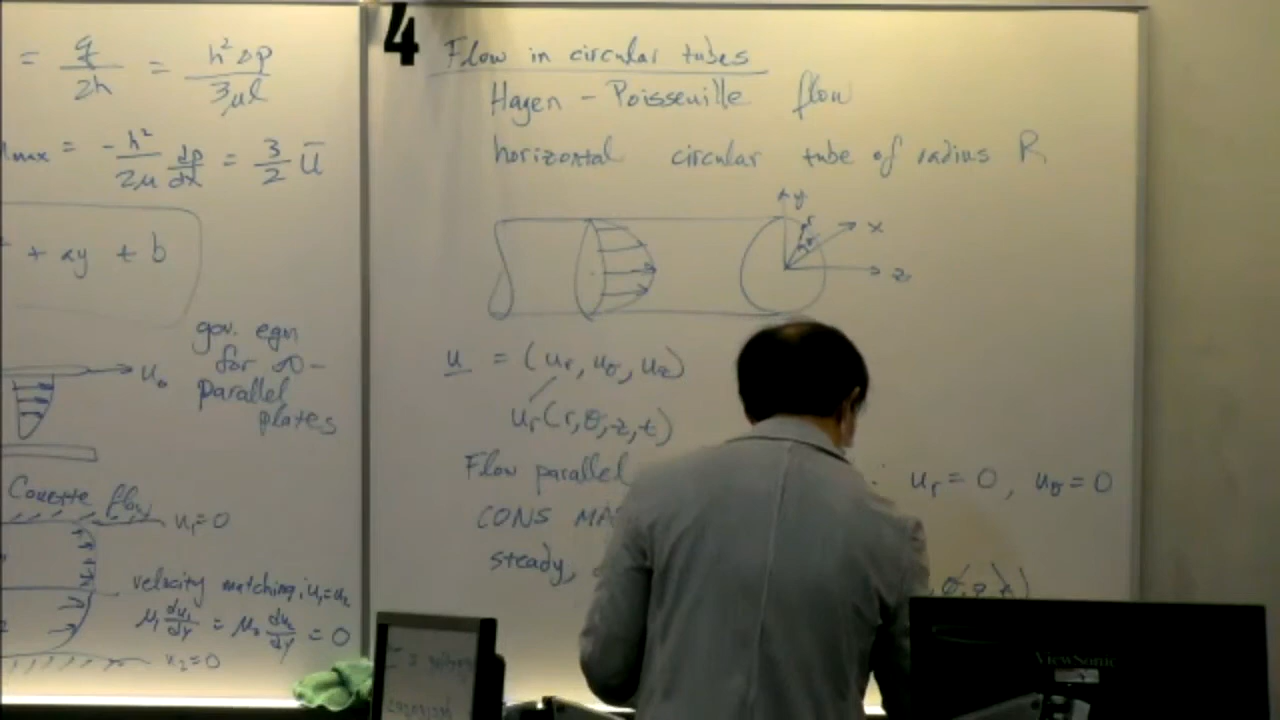 = q/2h = h²Δp/3μl
max = -h²/2μ dp/dx = 3/2 U̅
+ ay + b
gov. eqn
for ∞-
parallel
plates
u₀
Couette flow
u₁=0
velocity matching: u₁=u₂
μ₁ du₁/dy = μ₂ du₂/dy = 0
u₂=0
4
Flow in circular tubes
Hagen - Poisseuille flow
horizontal circular tube of radius R
y
r
θ
x
z
u = (ur, uθ, uz)
ur(r,θ,z,t)
Flow parallel : ur=0, uθ=0
CONS MA
steady,
ViewSonic